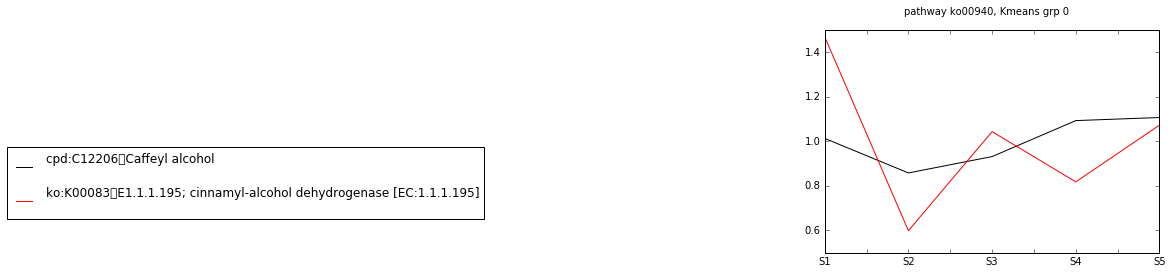 pathway ko00940, Kmeans grp 0
1.4
1.2
1.0
0.8
0.6
S1 S2 S3 S4 S5
cpd:C12206▯Caffeyl alcohol
ko:K00083▯E1.1.1.195; cinnamyl-alcohol dehydrogenase [EC:1.1.1.195]